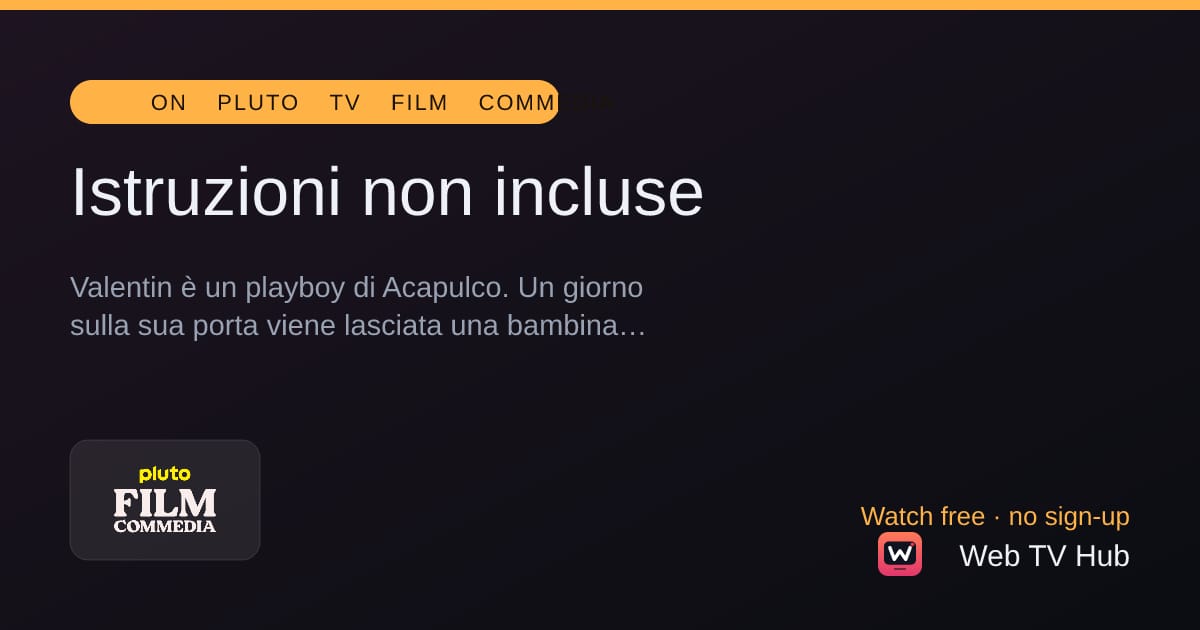 ON PLUTO TV FILM COMMEDIA
Istruzioni non incluse
Valentin è un playboy di Acapulco. Un giorno
sulla sua porta viene lasciata una bambina…
pluto
FILM
COMMEDIA
Watch free · no sign-up
W
Web TV Hub